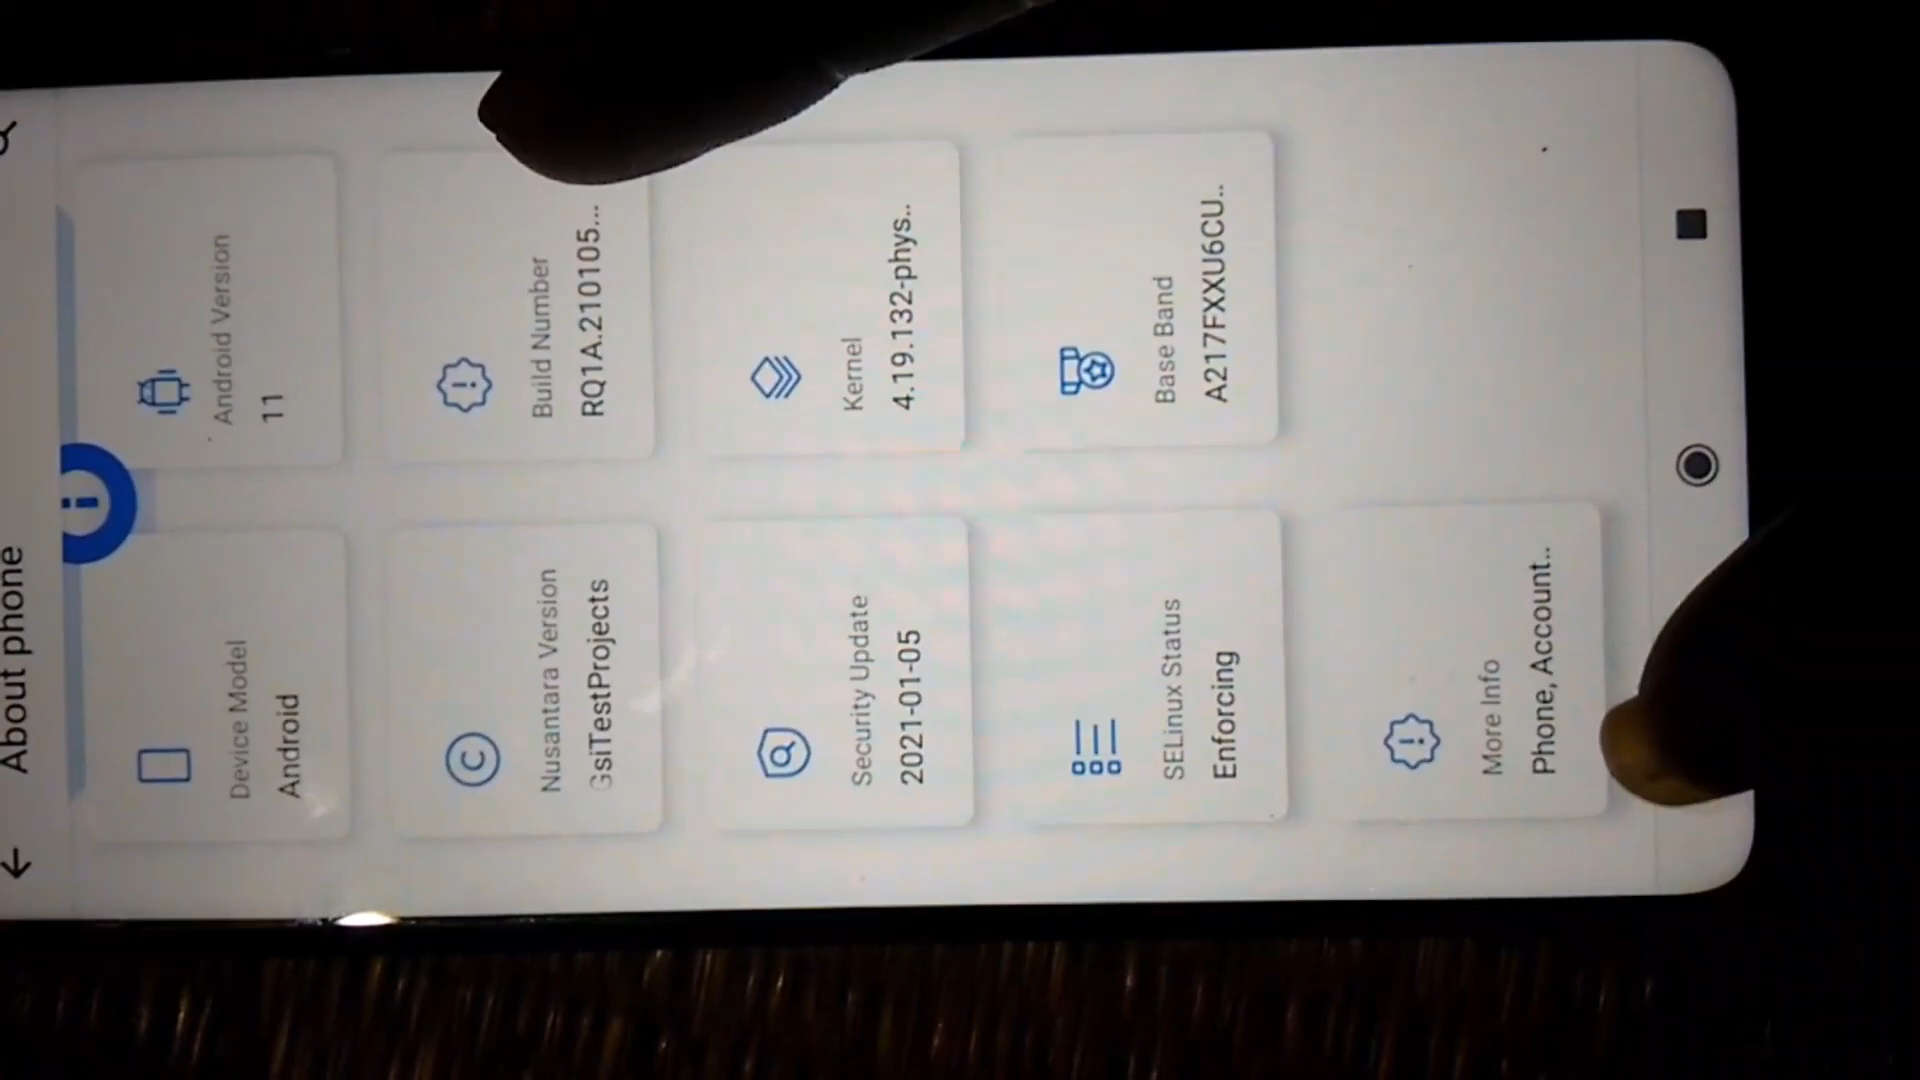 About phone
Device Model
Android
Android Version
11
Nusantara Version
GsiTestProjects
Build Number
RQ1A.210105...
Security Update
2021-01-05
Kernel
4.19.132-phys..
SELinux Status
Enforcing
Base Band
A217FXXU6CU..
More Info
Phone, Account..